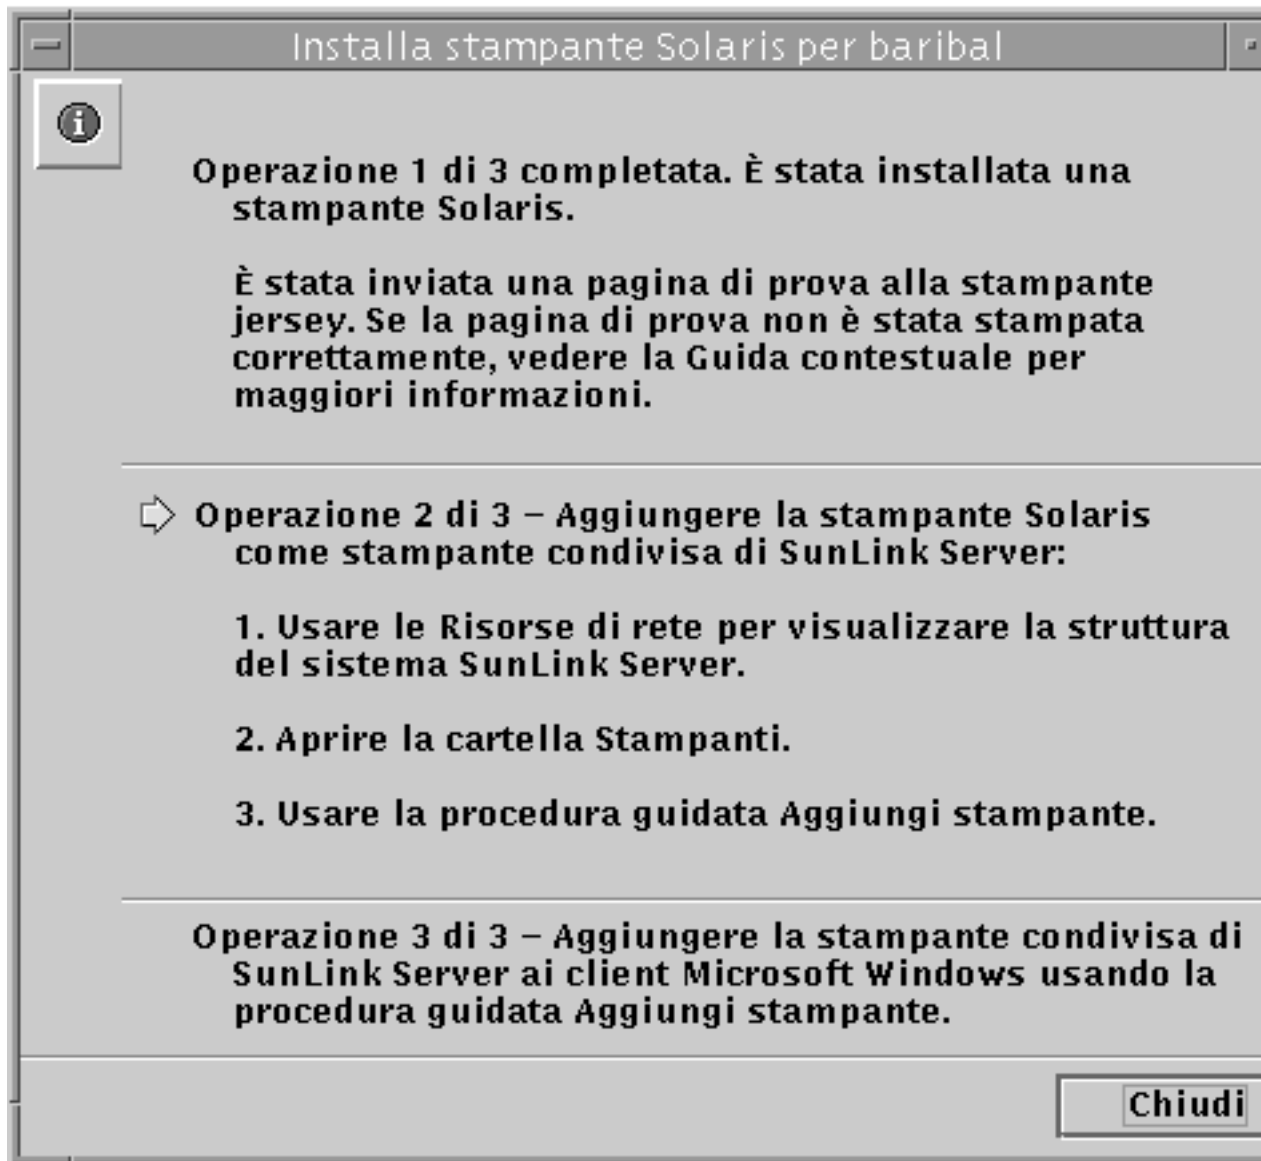 Installa stampante Solaris per baribal
Operazione 1 di 3 completata. È stata installata una
stampante Solaris.
È stata inviata una pagina di prova alla stampante
jersey. Se la pagina di prova non è stata stampata
correttamente, vedere la Guida contestuale per
maggiori informazioni.
Operazione 2 di 3 – Aggiungere la stampante Solaris
come stampante condivisa di SunLink Server:
1. Usare le Risorse di rete per visualizzare la struttura
del sistema SunLink Server.
2. Aprire la cartella Stampanti.
3. Usare la procedura guidata Aggiungi stampante.
Operazione 3 di 3 – Aggiungere la stampante condivisa di
SunLink Server ai client Microsoft Windows usando la
procedura guidata Aggiungi stampante.
Chiudi